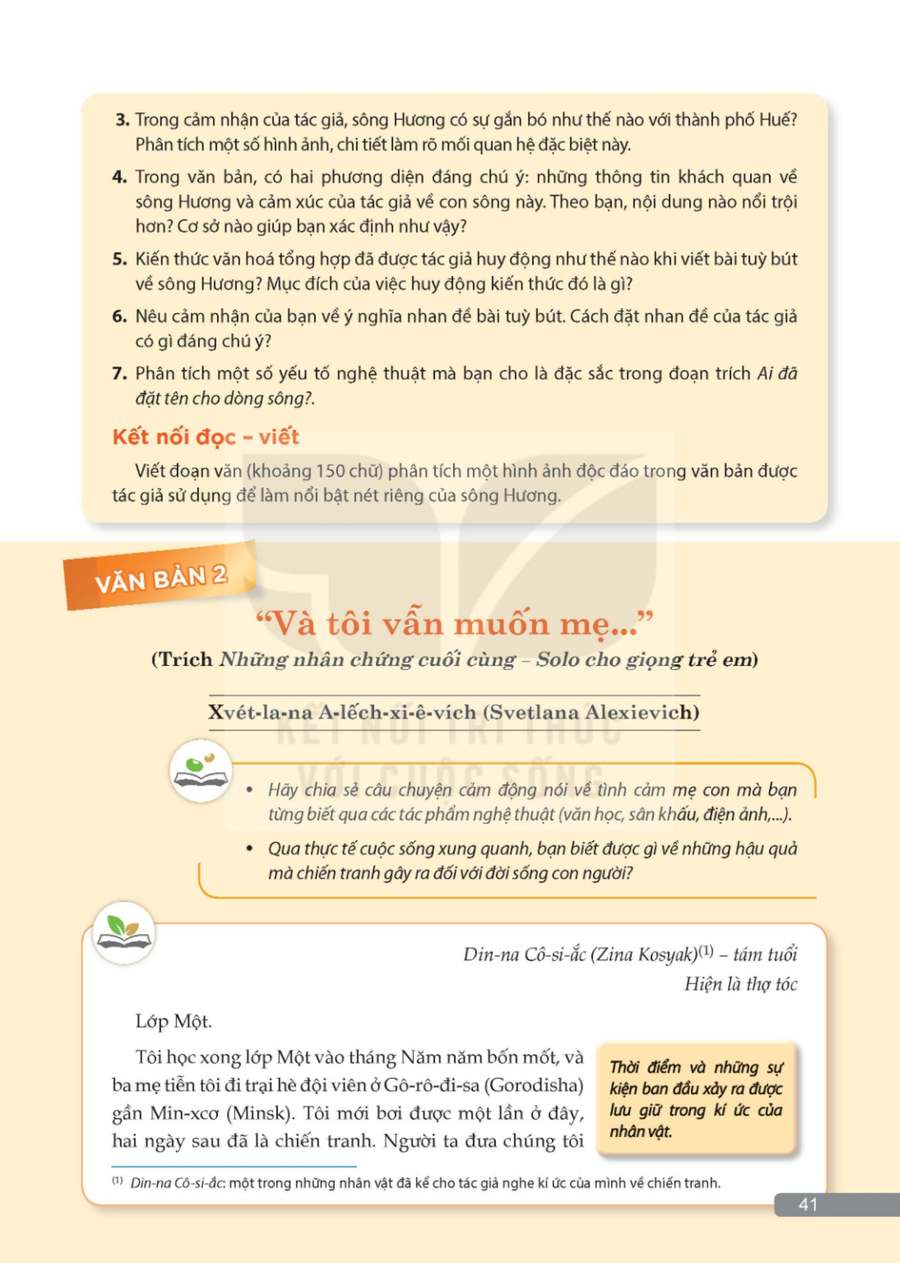 3. Trong cảm nhận của tác giả, sông Hương có sự gắn bó như thế nào với thành phố Huế?
Phân tích một số hình ảnh, chi tiết làm rõ mối quan hệ đặc biệt này.
4. Trong văn bản, có hai phương diện đáng chú ý: những thông tin khách quan về
sông Hương và cảm xúc của tác giả về con sông này. Theo bạn, nội dung nào nổi trội
hơn? Cơ sở nào giúp bạn xác định như vậy?
5. Kiến thức văn hoá tổng hợp đã được tác giả huy động như thế nào khi viết bài tuỳ bút
về sông Hương? Mục đích của việc huy động kiến thức đó là gì?
6. Nêu cảm nhận của bạn về ý nghĩa nhan đề bài tuỳ bút. Cách đặt nhan đề của tác giả
có gì đáng chú ý?
7. Phân tích một số yếu tố nghệ thuật mà bạn cho là đặc sắc trong đoạn trích Ai đã
đặt tên cho dòng sông?.
Kết nối đọc – viết
Viết đoạn văn (khoảng 150 chữ) phân tích một hình ảnh độc đáo trong văn bản được
tác giả sử dụng để làm nổi bật nét riêng của sông Hương.
VĂN BẢN 2
“Và tôi vẫn muốn mẹ...”
(Trích Những nhân chứng cuối cùng – Solo cho giọng trẻ em)
Xvét-la-na A-lếch-xi-ê-vích (Svetlana Alexievich)
KẾT NỐI TRI THỨC
VỚI CUỘC SỐNG
• Hãy chia sẻ câu chuyện cảm động nói về tình cảm mẹ con mà bạn
từng biết qua các tác phẩm nghệ thuật (văn học, sân khấu, điện ảnh,...).
• Qua thực tế cuộc sống xung quanh, bạn biết được gì về những hậu quả
mà chiến tranh gây ra đối với đời sống con người?
Din-na Cô-si-ắc (Zina Kosyak)(1) – tám tuổi
Hiện là thợ tóc
Lớp Một.
Tôi học xong lớp Một vào tháng Năm năm bốn mốt, và
ba mẹ tiễn tôi đi trại hè đội viên ở Gô-rô-đi-sa (Gorodisha)
gần Min-xcơ (Minsk). Tôi mới bơi được một lần ở đây,
hai ngày sau đã là chiến tranh. Người ta đưa chúng tôi
Thời điểm và những sự
kiện ban đầu xảy ra được
lưu giữ trong kí ức của
nhân vật.
(1) Din-na Cô-si-ắc: một trong những nhân vật đã kể cho tác giả nghe kí ức của mình về chiến tranh.
41